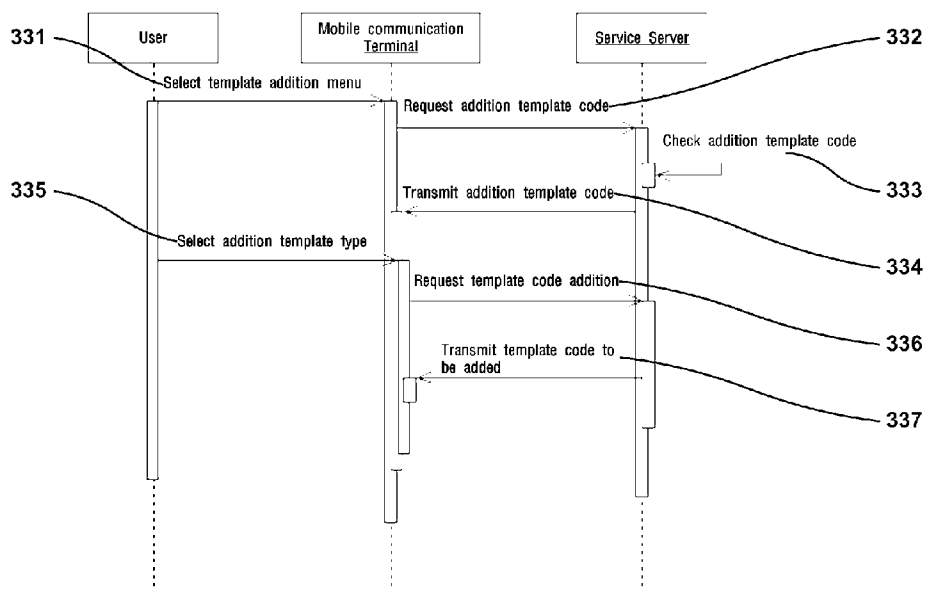 331
User
Mobile communication
Terminal
Service Server
332
Select template addition menu
Request addition template code
Check addition template code
333
335
Transmit addition template code
Select addition template type
334
Request template code addition
336
Transmit template code to
be added
337